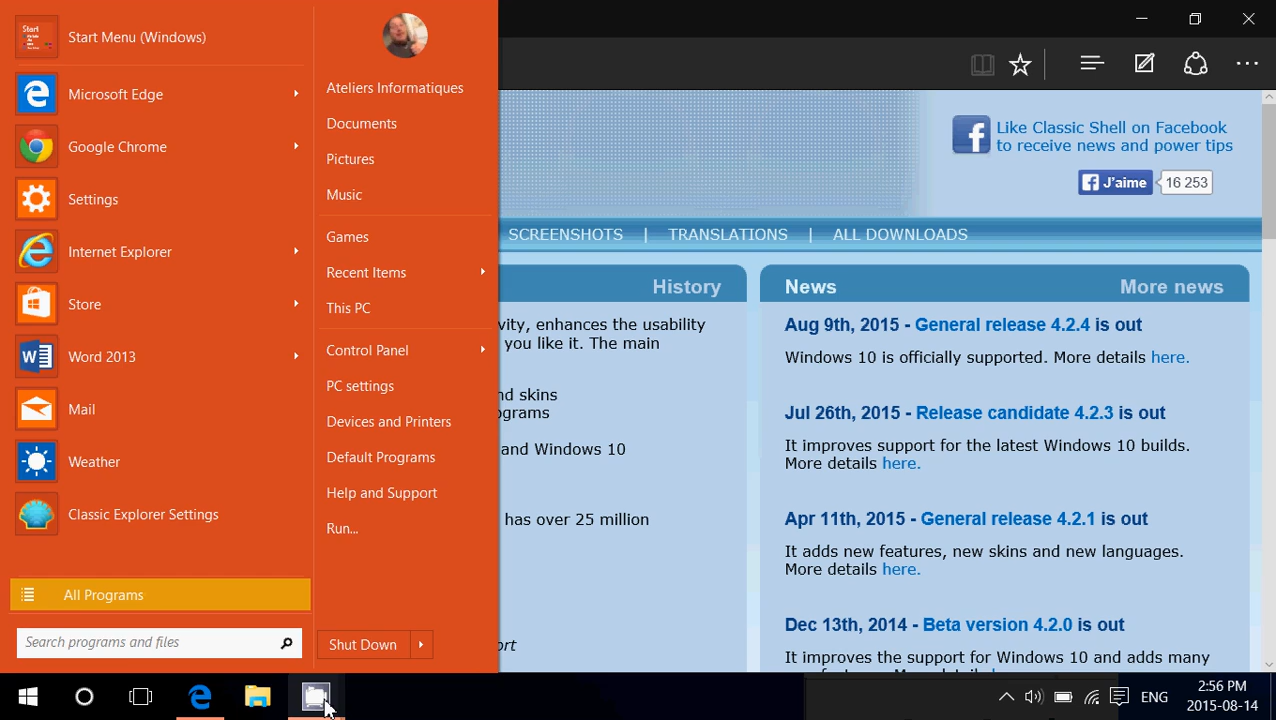 Start
Start Menu (Windows)
Microsoft Edge
Google Chrome
Settings
Internet Explorer
Store
Word 2013
Mail
Weather
Classic Explorer Settings
All Programs
Search programs and files
Ateliers Informatiques
Documents
Pictures
Music
Games
Recent Items
This PC
Control Panel
PC settings
Devices and Printers
Default Programs
Help and Support
Run...
Shut Down
Like Classic Shell on Facebook
to receive news and power tips
J'aime 16 253
SCREENSHOTS | TRANSLATIONS | ALL DOWNLOADS
History
vity, enhances the usability
you like it. The main
nd skins
ograms
and Windows 10
has over 25 million
ort
News More news
Aug 9th, 2015 - General release 4.2.4 is out
Windows 10 is officially supported. More details here.
Jul 26th, 2015 - Release candidate 4.2.3 is out
It improves support for the latest Windows 10 builds.
More details here.
Apr 11th, 2015 - General release 4.2.1 is out
It adds new features, new skins and new languages.
More details here.
Dec 13th, 2014 - Beta version 4.2.0 is out
It improves the support for Windows 10 and adds many
ENG
2:56 PM
2015-08-14